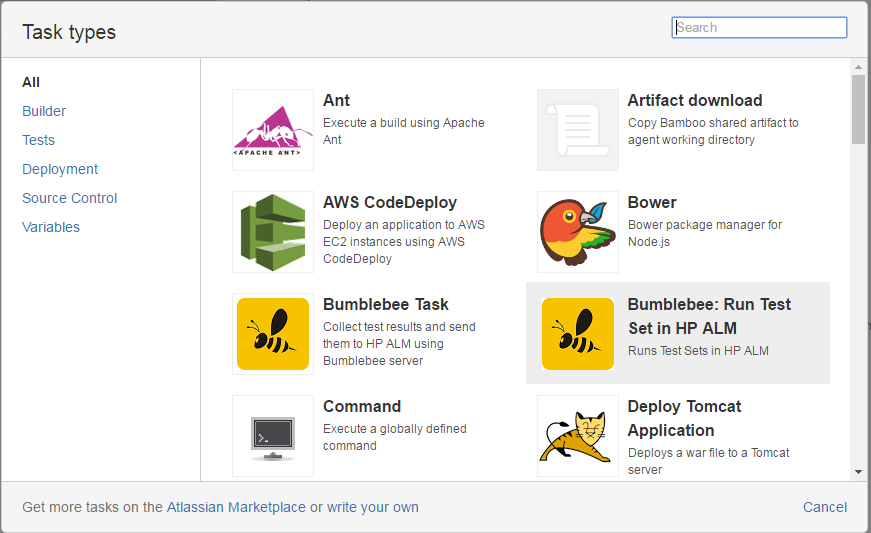 Task types
Search
All
Builder
Tests
Deployment
Source Control
Variables
<APACHE ANT>
Ant
Execute a build using Apache
Ant
Artifact download
Copy Bamboo shared artifact to
agent working directory
AWS CodeDeploy
Deploy an application to AWS
EC2 instances using AWS
CodeDeploy
Bower
Bower package manager for
Node.js
Bumblebee Task
Collect test results and send
them to HP ALM using
Bumblebee server
Bumblebee: Run Test
Set in HP ALM
Runs Test Sets in HP ALM
>_
Command
Execute a globally defined
command
Deploy Tomcat
Application
Deploys a war file to a Tomcat
server
Get more tasks on the Atlassian Marketplace or write your own
Cancel